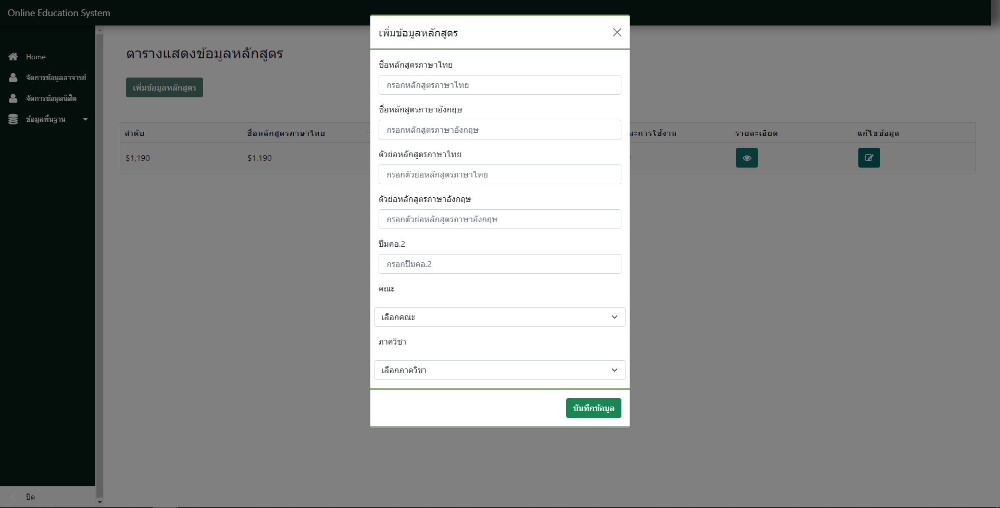 Online Education System
Home
จัดการข้อมูลอาจารย์
จัดการข้อมูลนิสิต
ข้อมูลพื้นฐาน
ปิด
ตารางแสดงข้อมูลหลักสูตร
เพิ่มข้อมูลหลักสูตร
ลำดับ ชื่อหลักสูตรภาษาไทย นะการใช้งาน รายละเอียด แก้ไขข้อมูล
$1,190 $1,190
เพิ่มข้อมูลหลักสูตร
ชื่อหลักสูตรภาษาไทย
กรอกหลักสูตรภาษาไทย
ชื่อหลักสูตรภาษาอังกฤษ
กรอกหลักสูตรภาษาอังกฤษ
ตัวย่อหลักสูตรภาษาไทย
กรอกตัวย่อหลักสูตรภาษาไทย
ตัวย่อหลักสูตรภาษาอังกฤษ
กรอกตัวย่อหลักสูตรภาษาอังกฤษ
ปีมคอ.2
กรอกปีมคอ.2
คณะ
เลือกคณะ
ภาควิชา
เลือกภาควิชา
บันทึกข้อมูล